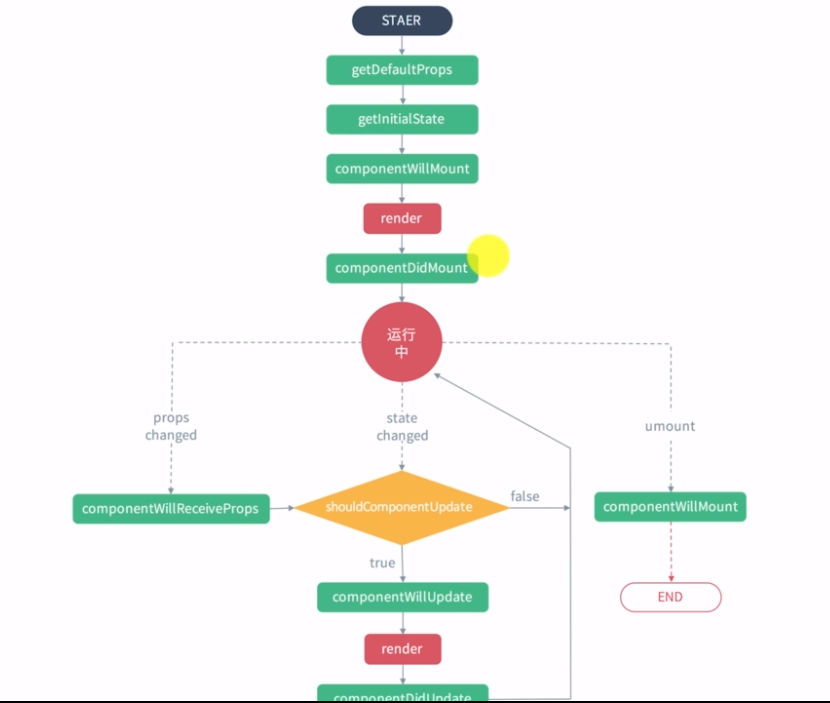 STAER
getDefaultProps
getInitialState
componentWillMount
render
componentDidMount
运行
中
props
changed
state
changed
umount
componentWillReceiveProps
shouldComponentUpdate
false
componentWillMount
true
componentWillUpdate
END
render
componentDidUpdate